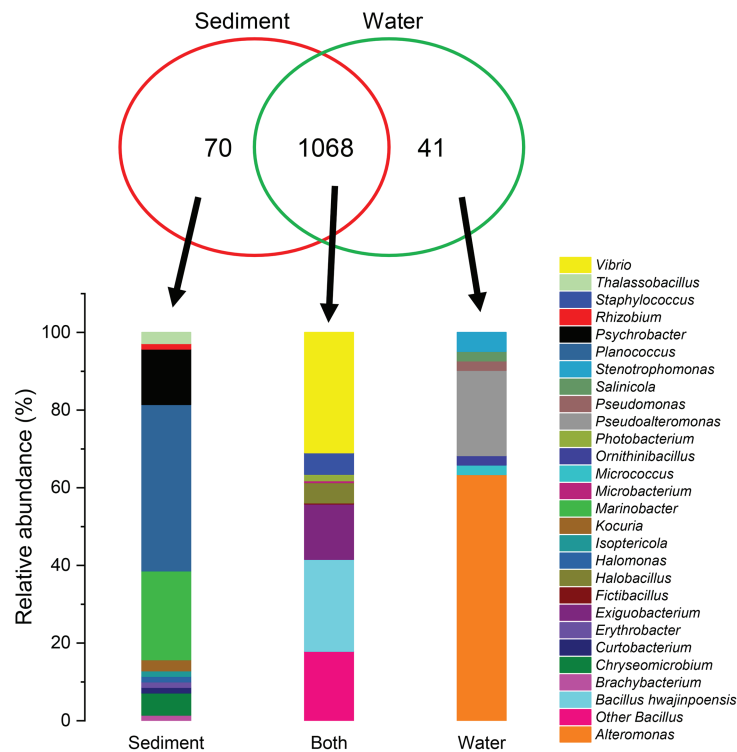 Sediment
Water
70
1068
41
Relative abundance (%)
100
80
60
40
20
0
Sediment
Both
Water
Vibrio
Thalassobacillus
Staphylococcus
Rhizobium
Psychrobacter
Planococcus
Stenotrophomonas
Salinicola
Pseudomonas
Pseudoalteromonas
Photobacterium
Ornithinibacillus
Micrococcus
Microbacterium
Marinobacter
Kocuria
Isoptericola
Halomonas
Halobacillus
Fictibacillus
Exiguobacterium
Erythrobacter
Curtobacterium
Chryseomicrobium
Brachybacterium
Bacillus hwajinpoensis
Other Bacillus
Alteromonas